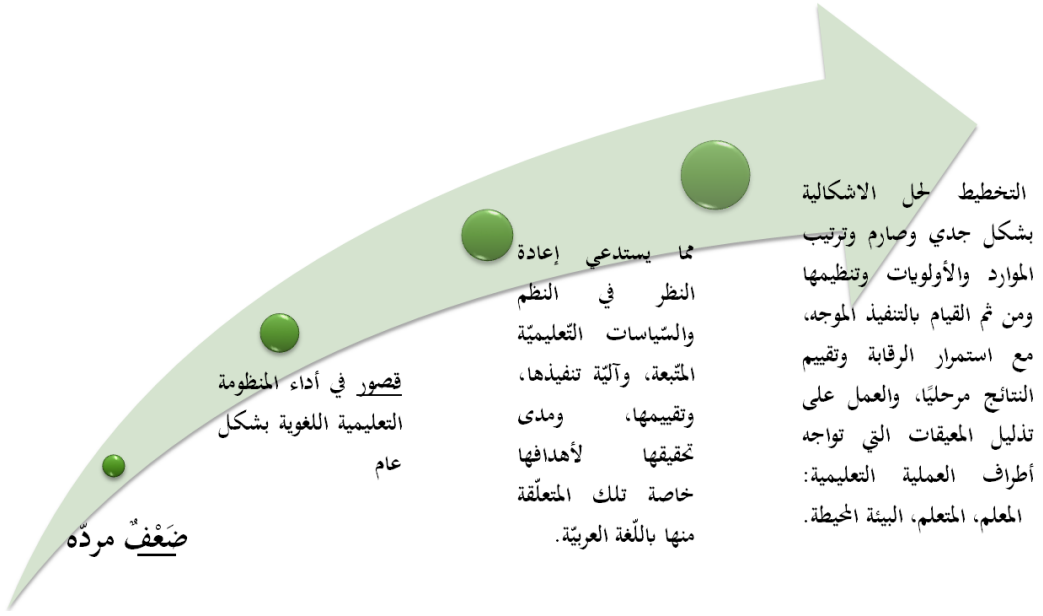 ضَعْفٌ مردّه
قصور في أداء المنظومة
التعليمية اللغوية بشكل
عام
مما يستدعي إعادة
النظر في النظم
والسّياسات التّعليميّة
المتّبعة، وآليّة تنفيذها،
وتقييمها، ومدى
تحقيقها لأهدافها
خاصة تلك المتعلّقة
منها باللّغة العربيّة.
التخطيط لحل الاشكالية
بشكل جدي وصارم وترتيب
الموارد والأولويات وتنظيمها
ومن ثم القيام بالتنفيذ الموجه،
مع استمرار الرقابة وتقييم
النتائج مرحليًا، والعمل على
تذليل المعيقات التي تواجه
أطراف العملية التعليمية:
المعلم، المتعلم، البيئة المحيطة.